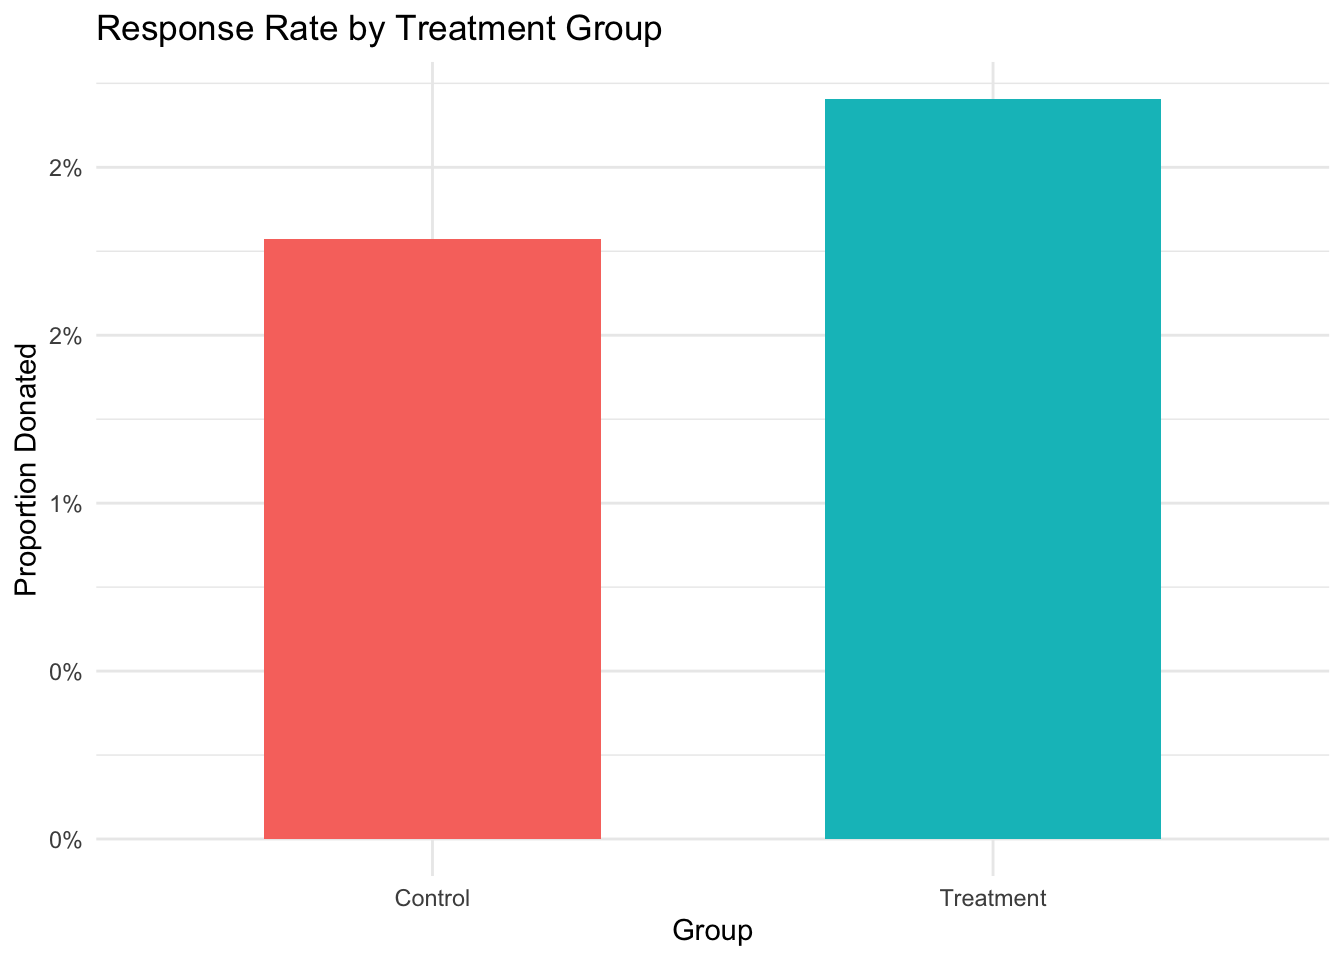 Response Rate by Treatment Group
Proportion Donated
2%
2%
1%
0%
0%
Control
Treatment
Group